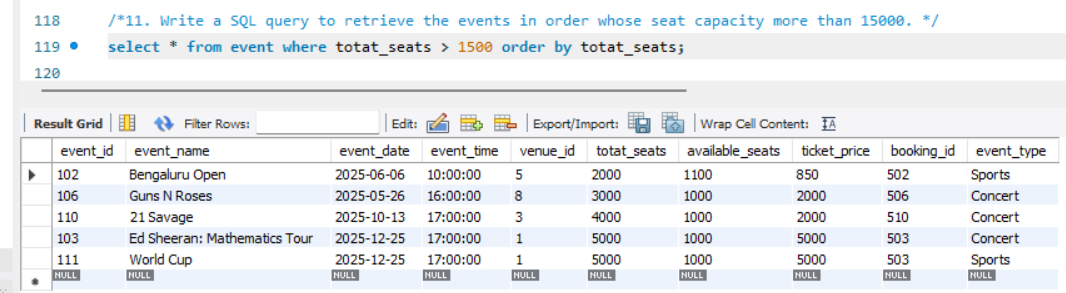 118 /*11. Write a SQL query to retrieve the events in order whose seat capacity more than 15000. */
119 select * from event where totat_seats > 1500 order by totat_seats;
120
Result Grid Filter Rows: Edit: Export/Import: Wrap Cell Content:
event_id event_name event_date event_time venue_id totat_seats available_seats ticket_price booking_id event_type
102 Bengaluru Open 2025-06-06 10:00:00 5 2000 1100 850 502 Sports
106 Guns N Roses 2025-05-26 16:00:00 8 3000 1000 2000 506 Concert
110 21 Savage 2025-10-13 17:00:00 3 4000 1000 2000 510 Concert
103 Ed Sheeran: Mathematics Tour 2025-12-25 17:00:00 1 5000 1000 5000 503 Concert
111 World Cup 2025-12-25 17:00:00 1 5000 1000 5000 503 Sports
NULL NULL NULL NULL NULL NULL NULL NULL NULL NULL